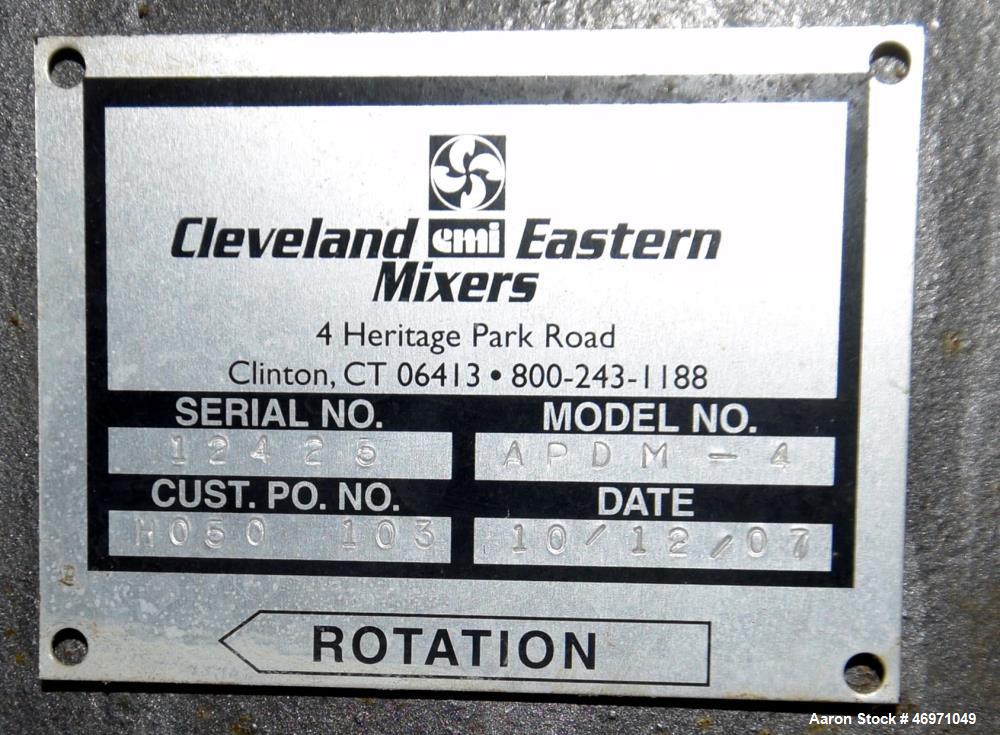 Cleveland emi Eastern
Mixers
4 Heritage Park Road
Clinton, CT 06413 • 800-243-1188
SERIAL NO. MODEL NO.
12425 APDM-4
CUST. PO. NO. DATE
H050 103 10/12/07
ROTATION
Aaron Stock # 46971049